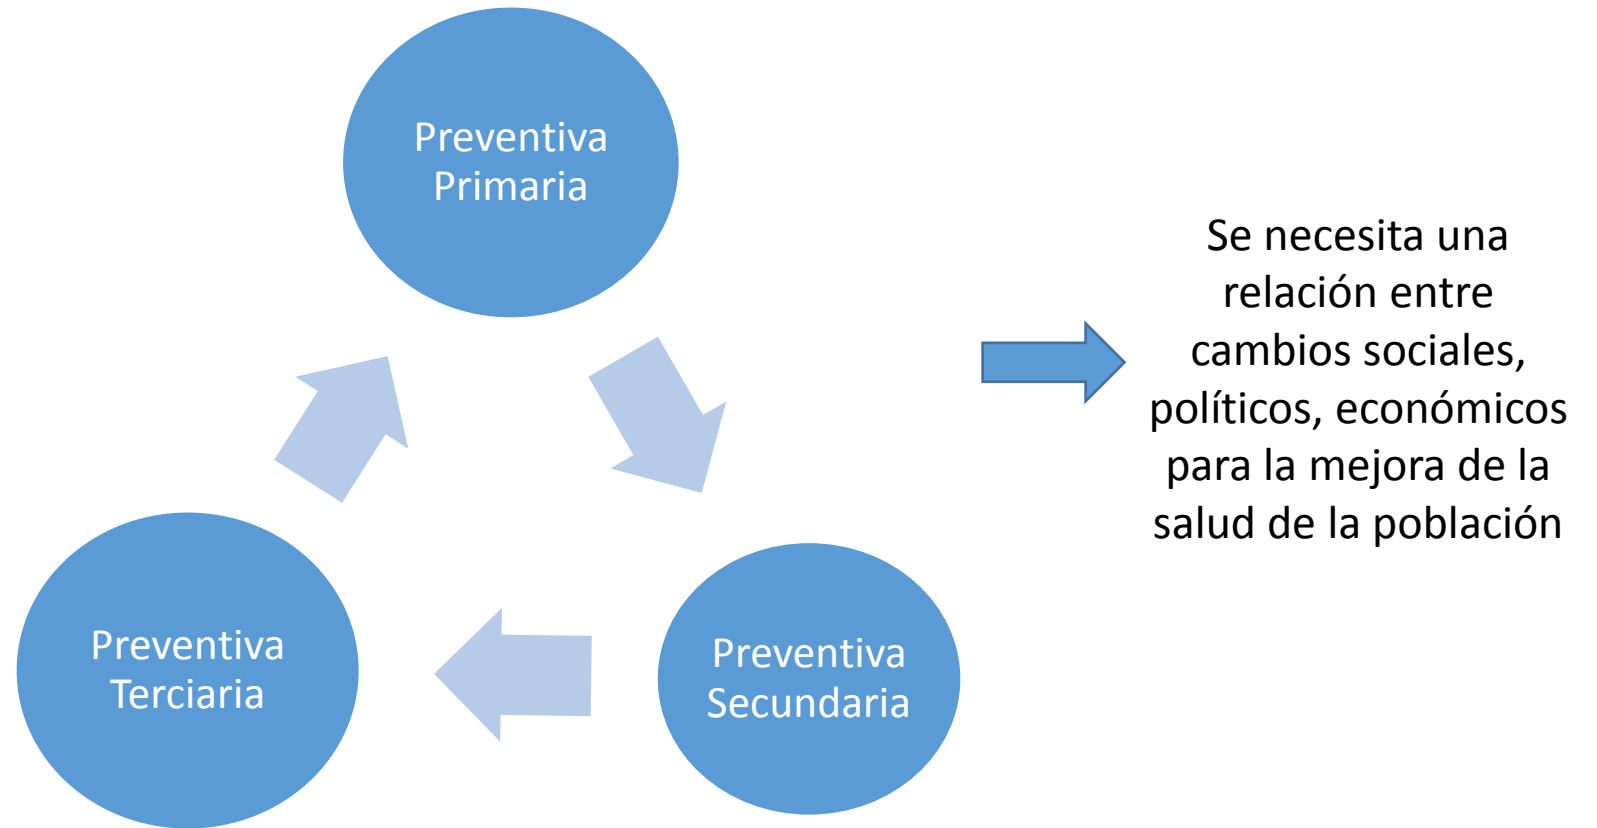 Preventiva
Primaria
Se necesita una
relación entre
cambios sociales,
políticos, económicos
para la mejora de la
salud de la población
Preventiva
Terciaria
Preventiva
Secundaria